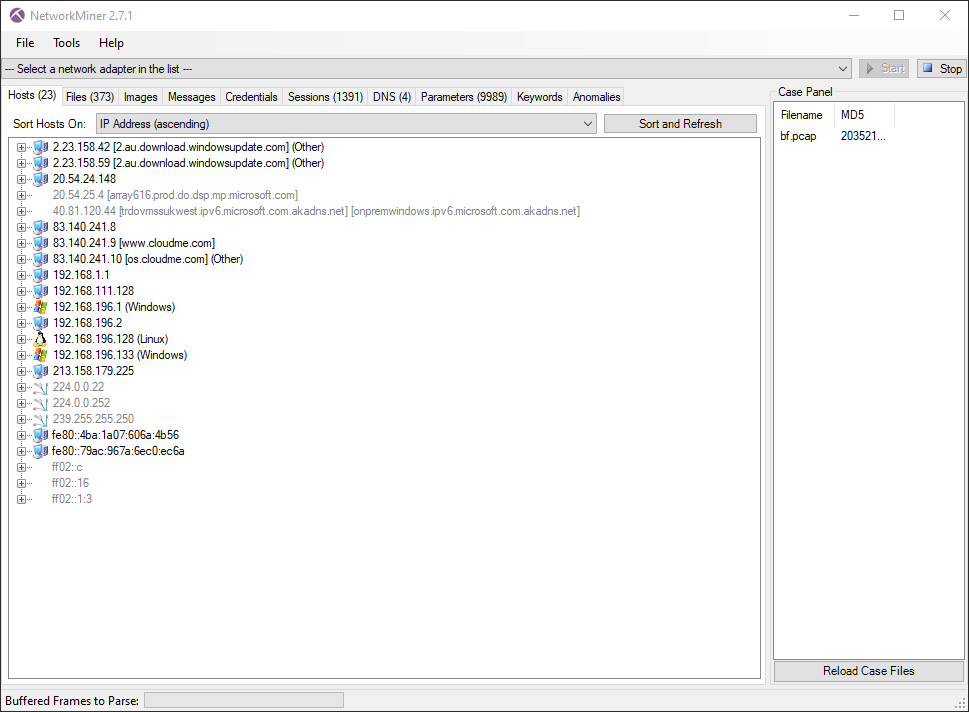 NetworkMiner 2.7.1
File Tools Help
--- Select a network adapter in the list --- Start Stop
Hosts (23) Files (373) Images Messages Credentials Sessions (1391) DNS (4) Parameters (9989) Keywords Anomalies
Sort Hosts On: IP Address (ascending) Sort and Refresh
2.23.158.42 [2.au.download.windowsupdate.com] (Other)
2.23.158.59 [2.au.download.windowsupdate.com] (Other)
20.54.24.148
20.54.25.4 [array616.prod.do.dsp.mp.microsoft.com]
40.81.120.44 [trdovmssukwest.ipv6.microsoft.com.akadns.net] [onpremwindows.ipv6.microsoft.com.akadns.net]
83.140.241.8
83.140.241.9 [www.cloudme.com]
83.140.241.10 [os.cloudme.com] (Other)
192.168.1.1
192.168.111.128
192.168.196.1 (Windows)
192.168.196.2
192.168.196.128 (Linux)
192.168.196.133 (Windows)
213.158.179.225
224.0.0.22
224.0.0.252
239.255.255.250
fe80::4ba:1a07:606a:4b56
fe80::79ac:967a:6ec0:ec6a
ff02::c
ff02::16
ff02::1:3
Case Panel
Filename MD5
bf.pcap 203521...
Reload Case Files
Buffered Frames to Parse: